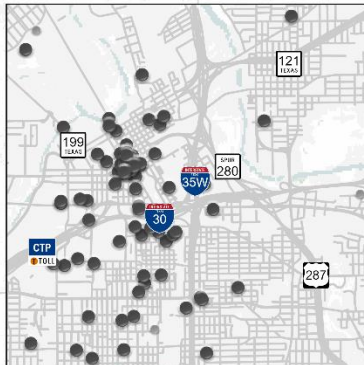 121
TEXAS
199
TEXAS
SPUR
280
INTERSTATE
35W
INTERSTATE
30
CTP
TOLL
287